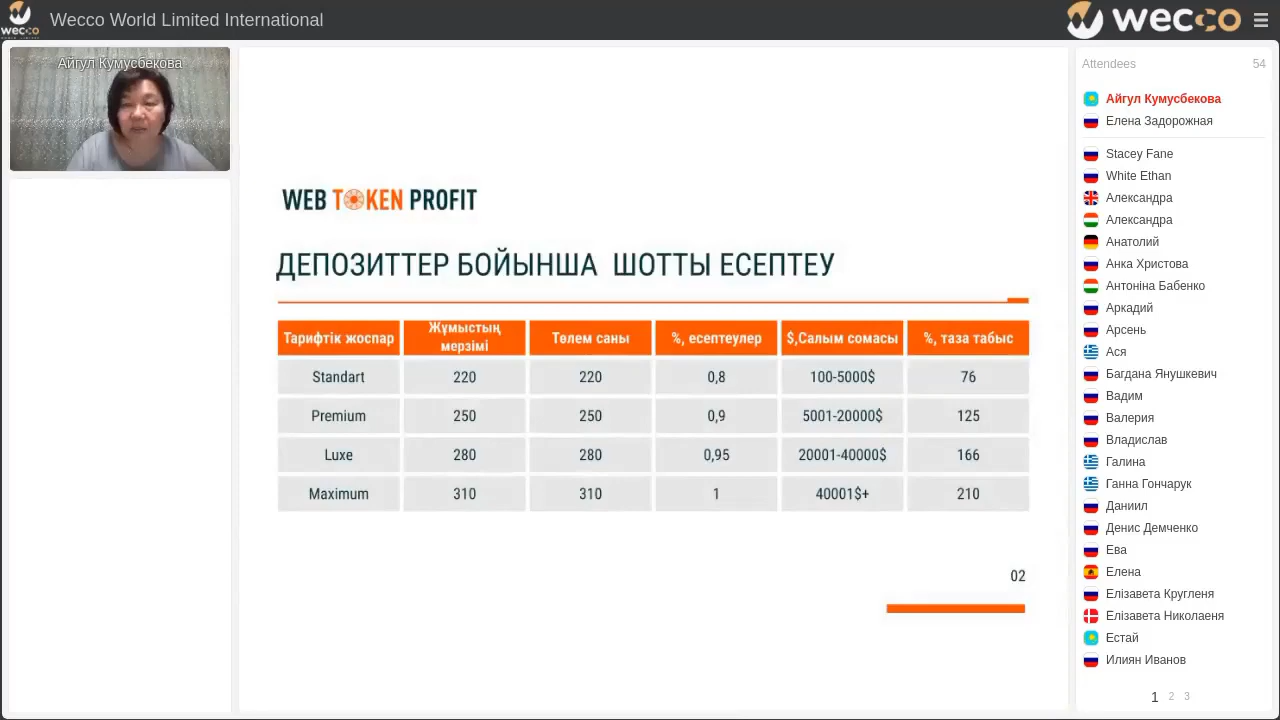 wecco
Wecco World Limited International
wecco
Айгул Кумусбекова
WEB TOKEN PROFIT
ДЕПОЗИТТЕР БОЙЫНША ШОТТЫ ЕСЕПТЕУ
Тарифтік жоспар Жұмыстың мерзімі Төлем саны %, есептеулер $,Салым сомасы %, таза табыс
Standart 220 220 0,8 100-5000$ 76
Premium 250 250 0,9 5001-20000$ 125
Luxe 280 280 0,95 20001-40000$ 166
Maximum 310 310 1 40001$+ 210
02
Attendees 54
Айгул Кумусбекова
Елена Задорожная
Stacey Fane
White Ethan
Александра
Александра
Анатолий
Анка Христова
Антоніна Бабенко
Аркадий
Арсень
Ася
Багдана Янушкевич
Вадим
Валерия
Владислав
Галина
Ганна Гончарук
Даниил
Денис Демченко
Ева
Елена
Елізавета Кругленя
Елізавета Николаеня
Естай
Илиян Иванов
1 2 3